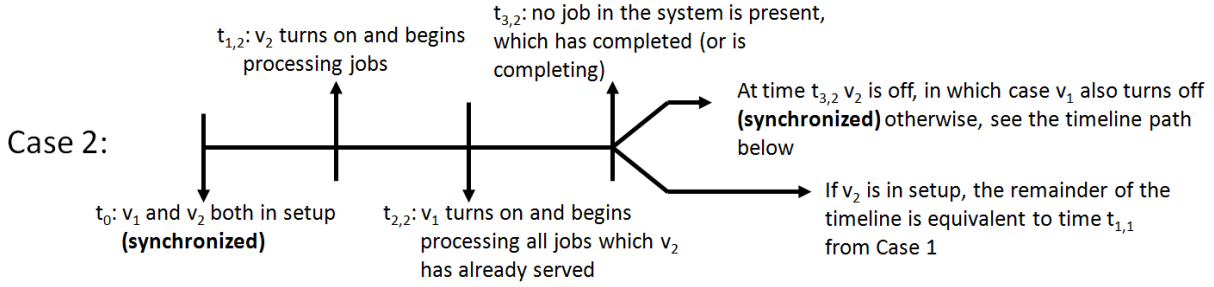 Case 2:
t0: v1 and v2 both in setup
(synchronized)
t1,2: v2 turns on and begins
processing jobs
t2,2: v1 turns on and begins
processing all jobs which v2
has already served
t3,2: no job in the system is present,
which has completed (or is
completing)
At time t3,2 v2 is off, in which case v1 also turns off
(synchronized) otherwise, see the timeline path
below
If v2 is in setup, the remainder of the
timeline is equivalent to time t1,1
from Case 1